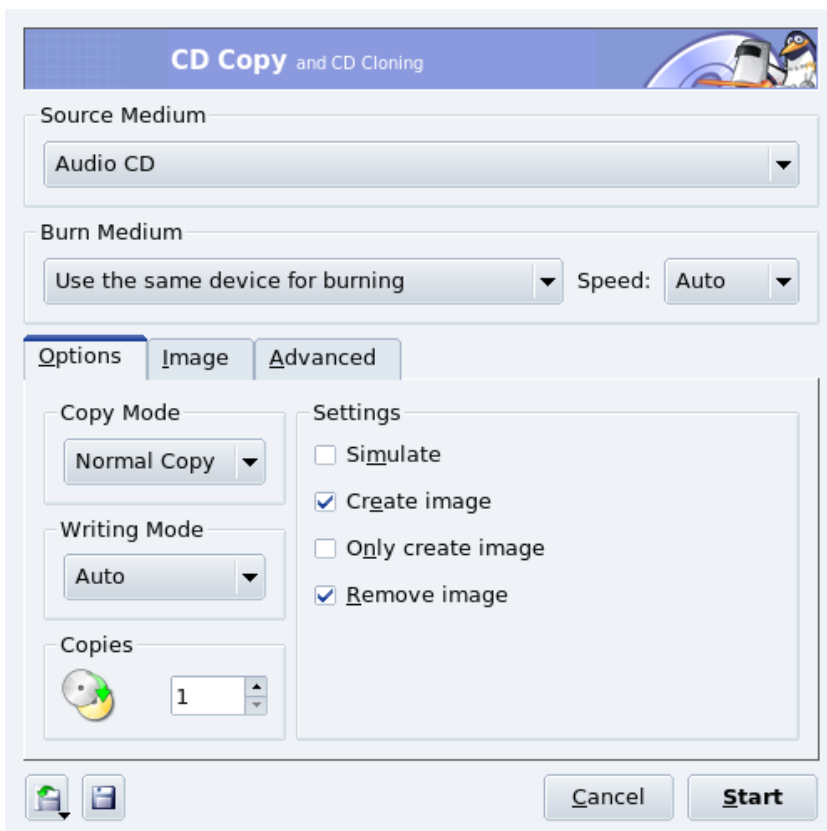 CD Copy and CD Cloning
Source Medium
Audio CD
Burn Medium
Use the same device for burning Speed: Auto
Options Image Advanced
Copy Mode Settings
Normal Copy Simulate
Create image
Writing Mode Only create image
Auto Remove image
Copies
1
Cancel Start